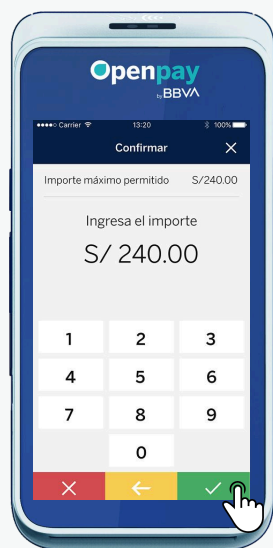 Openpay
by BBVA
Carrier 13:20 100%
Confirmar
Importe máximo permitido S/240.00
Ingresa el importe
S/ 240.00
1 2 3
4 5 6
7 8 9
0